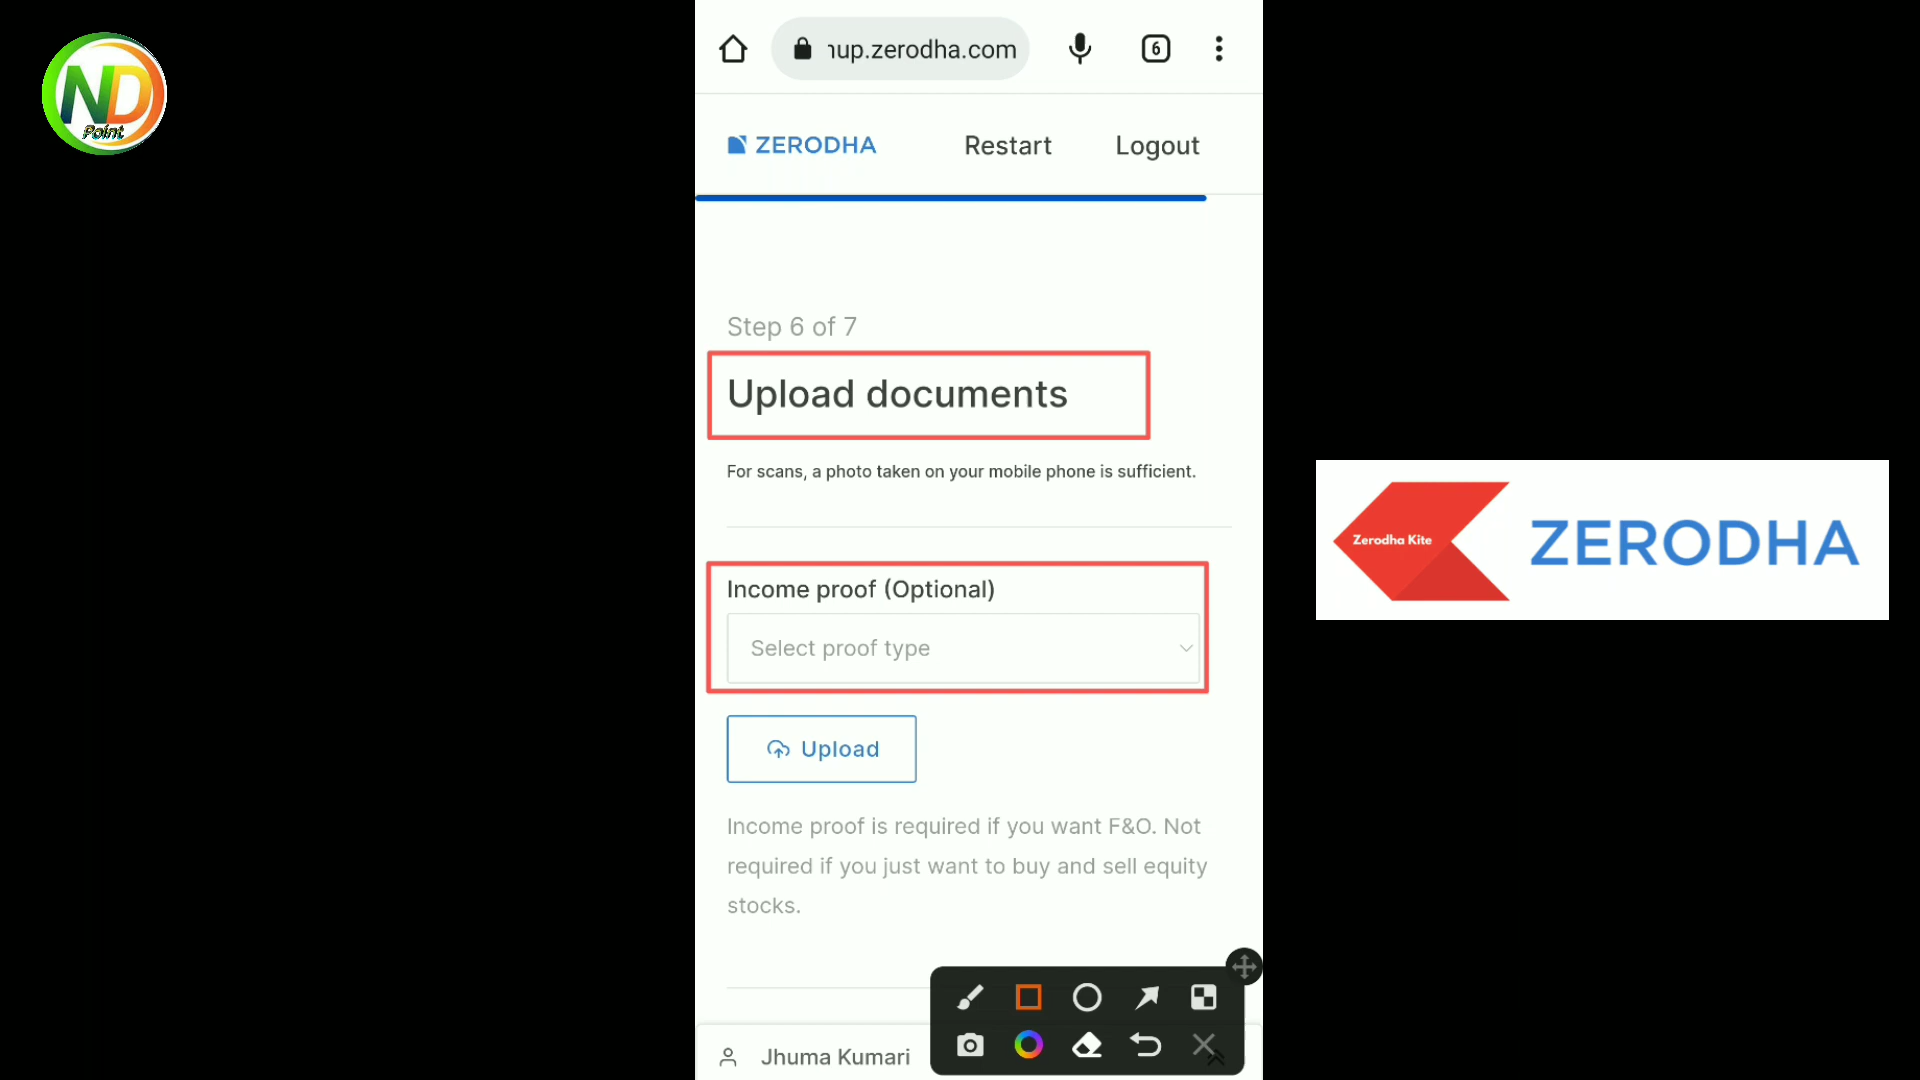 ND
Point
nup.zerodha.com
6
ZERODHA
Restart
Logout
Step 6 of 7
Upload documents
For scans, a photo taken on your mobile phone is sufficient.
Income proof (Optional)
Select proof type
Upload
Income proof is required if you want F&O. Not
required if you just want to buy and sell equity
stocks.
Jhuma Kumari
Zerodha Kite
ZERODHA